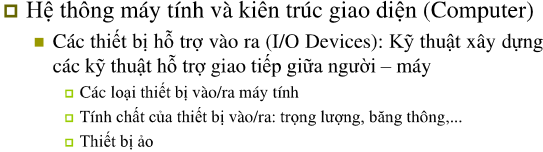 Hệ thông máy tính và kiên trúc giao diện (Computer)
Các thiết bị hỗ trợ vào ra (I/O Devices): Kỹ thuật xây dựng
các kỹ thuật hỗ trợ giao tiếp giữa người – máy
Các loại thiết bị vào/ra máy tính
Tính chất của thiết bị vào/ra: trọng lượng, băng thông,...
Thiết bị ảo